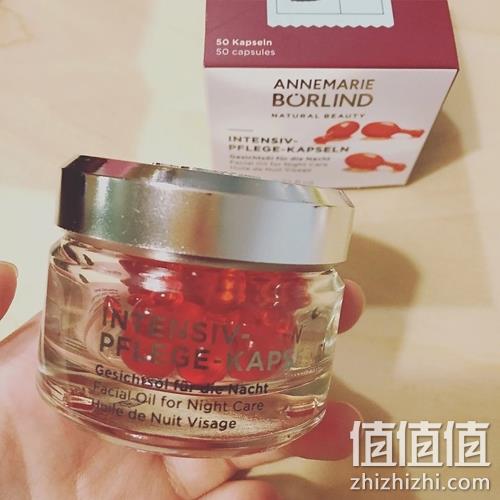 50 Kapseln
50 capsules
ANNEMARIE
BÖRLIND
NATURAL BEAUTY
INTENSIV-
PFLEGE-KAPSELN
Gesichtsöl für die Nacht
Facial Oil for Night Care
Huile de Nuit Visage
INTENSIV-
PFLEGE-KAPS
Gesichtsöl für die Nacht
Facial Oil for Night Care
Huile de Nuit Visage
值值值
zhizhizhi.com